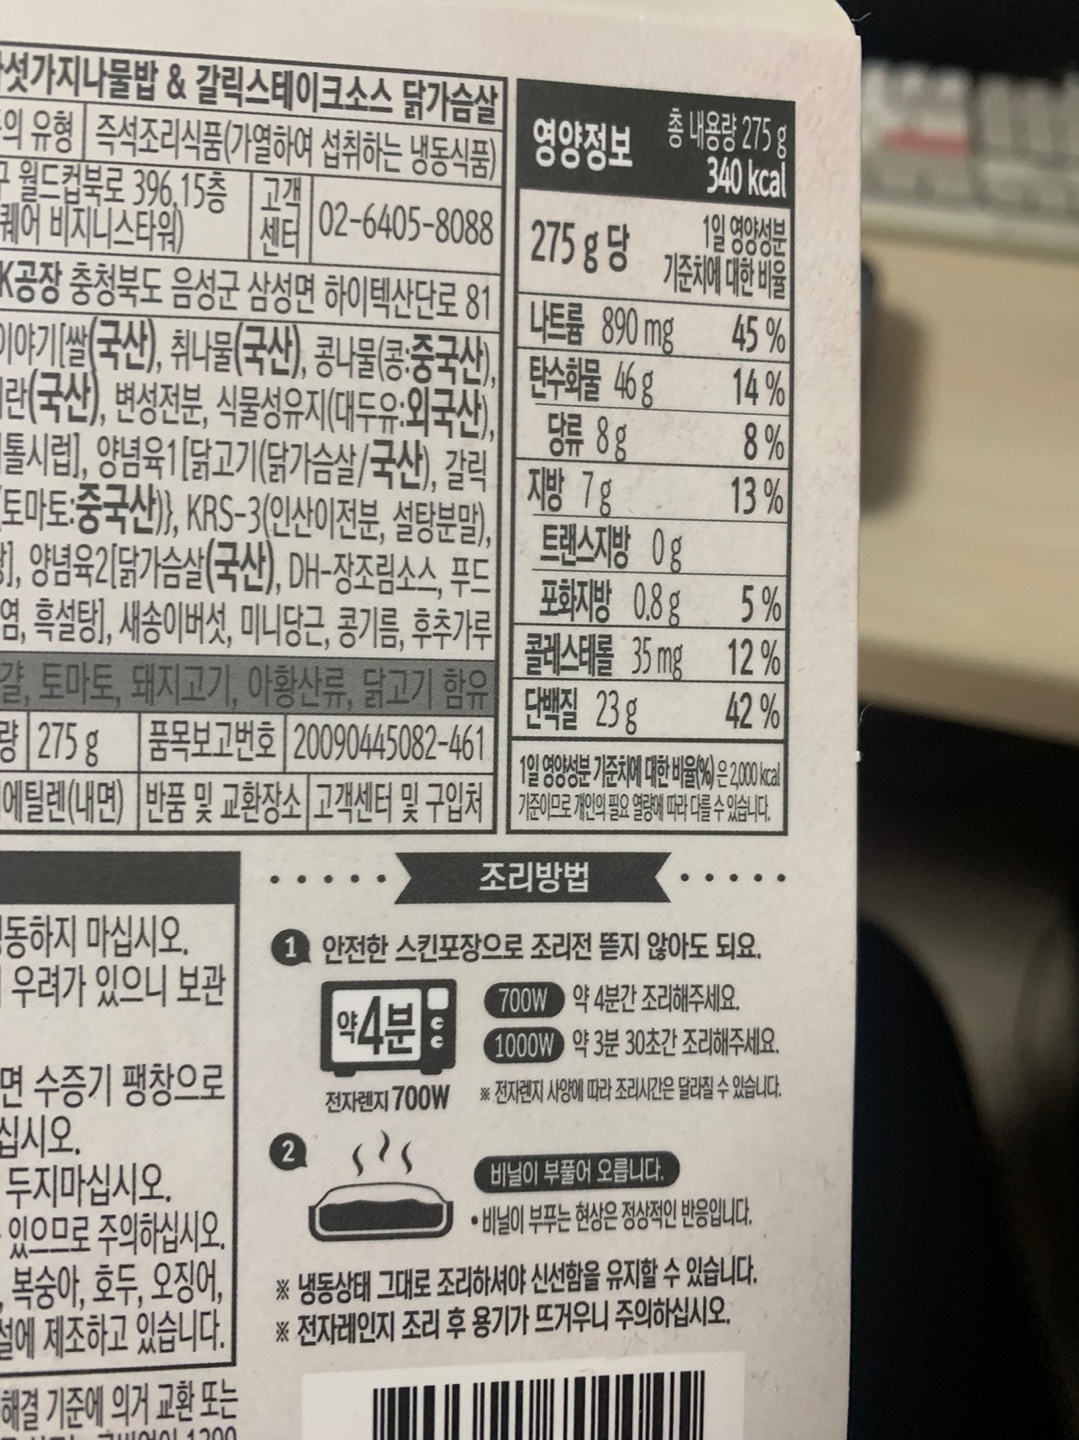 섯가지나물밥 & 갈릭스테이크소스 닭가슴살
의 유형 즉석조리식품(가열하여 섭취하는 냉동식품)
구 월드컵북로 396,15층
퀘어 비지니스타워)
고객
센터
02-6405-8088
K공장 충청북도 음성군 삼성면 하이텍산단로 81
이야기[쌀(국산), 취나물(국산), 콩나물(콩:중국산),
란(국산), 변성전분, 식물성유지(대두유:외국산),
톨시럽], 양념육1[닭고기(닭가슴살/국산), 갈릭
토마토:중국산)}, KRS-3(인산이전분, 설탕분말),
], 양념육2[닭가슴살(국산), DH-장조림소스, 푸드
염, 흑설탕], 새송이버섯, 미니당근, 콩기름, 후추가루
걀, 토마토, 돼지고기, 아황산류, 닭고기 함유
량 275 g 품목보고번호 20090445082-461
에틸렌(내면) 반품 및 교환장소 고객센터 및 구입처
영양정보
총 내용량 275 g
340 kcal
275 g 당
1일 영양성분
기준치에 대한 비율
나트륨 890 mg 45 %
탄수화물 46 g 14 %
당류 8 g 8 %
지방 7 g 13 %
트랜스지방 0 g
포화지방 0.8 g 5 %
콜레스테롤 35 mg 12 %
단백질 23 g 42 %
1일 영양성분 기준치에 대한 비율(%)은 2,000 kcal
기준이므로 개인의 필요 열량에 따라 다를 수 있습니다.
동하지 마십시오.
우려가 있으니 보관
면 수증기 팽창으로
십시오.
두지마십시오.
있으므로 주의하십시오.
, 복숭아, 호두, 오징어,
설에 제조하고 있습니다.
해결 기준에 의거 교환 또는
조리방법
1 안전한 스킨포장으로 조리전 뜯지 않아도 되요.
약4분
전자렌지 700W
700W 약 4분간 조리해주세요.
1000W 약 3분 30초간 조리해주세요.
※ 전자렌지 사양에 따라 조리시간은 달라질 수 있습니다.
2
비닐이 부풀어 오릅니다.
• 비닐이 부푸는 현상은 정상적인 반응입니다.
※ 냉동상태 그대로 조리하셔야 신선함을 유지할 수 있습니다.
※ 전자레인지 조리 후 용기가 뜨거우니 주의하십시오.